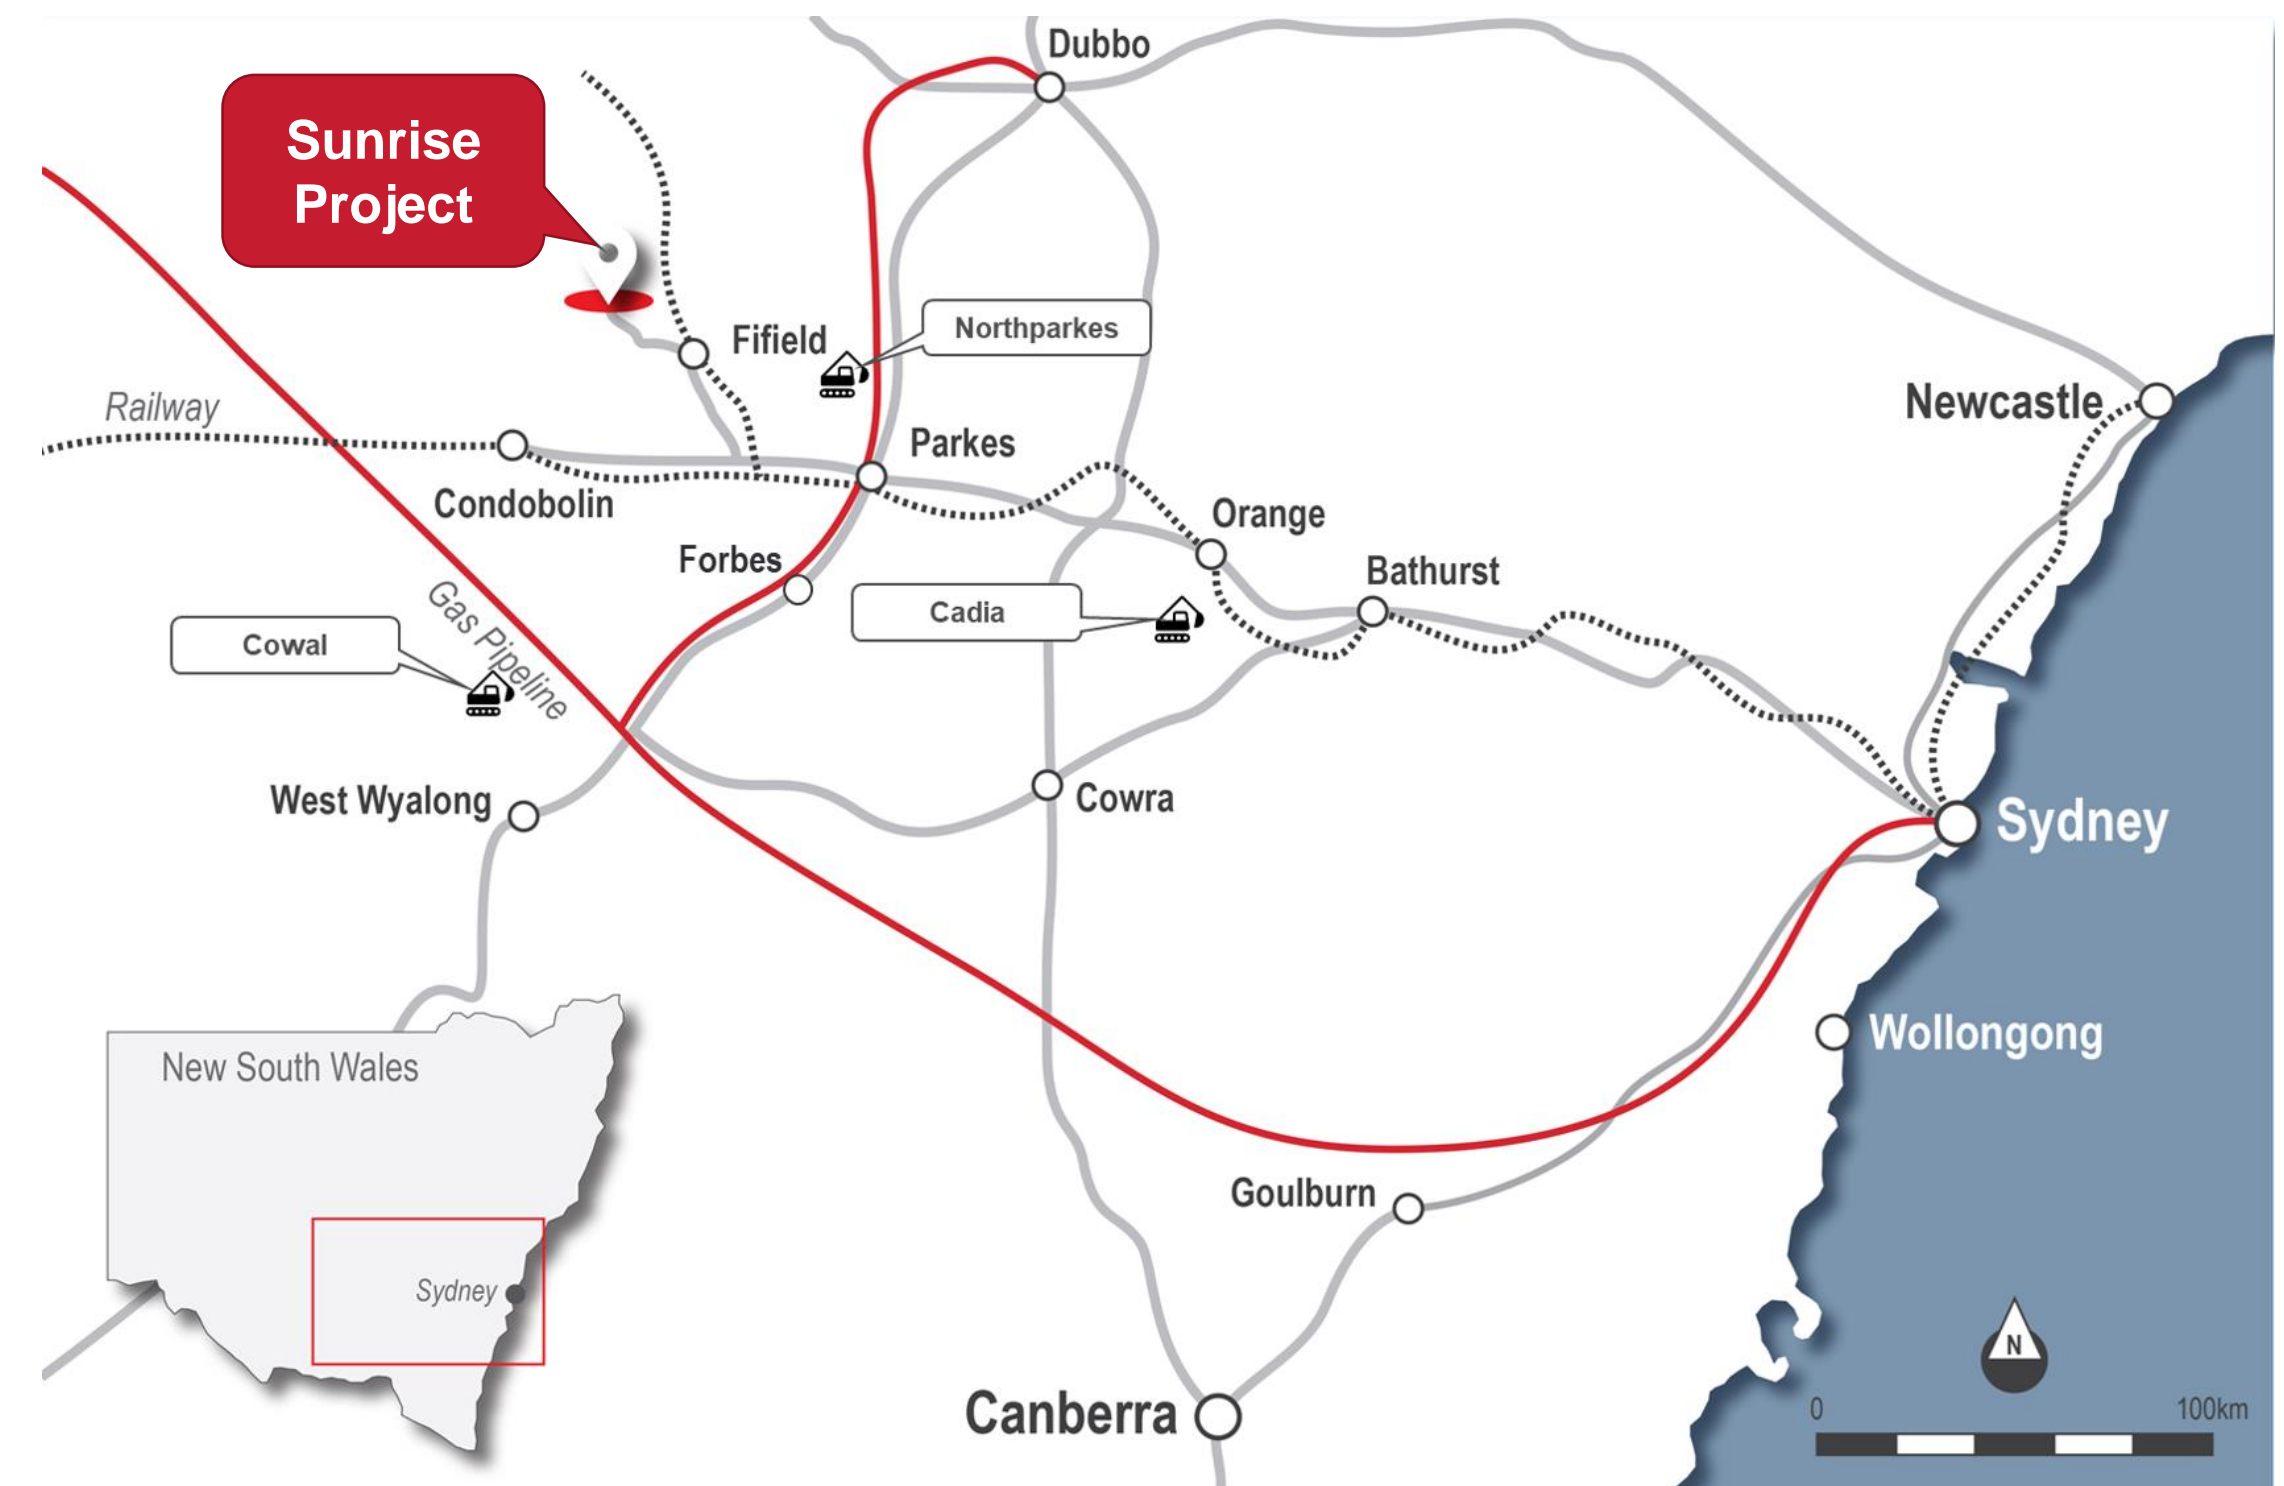 Dubbo
Sunrise
Project
Northparkes
Fifield
Railway
Newcastle
Parkes
Condobolin
Orange
Forbes
Bathurst
Cadia
Gas Pipeline
Cowal
West Wyalong
Cowra
Sydney
Wollongong
New South Wales
Goulburn
Sydney
Canberra
N
0
100km